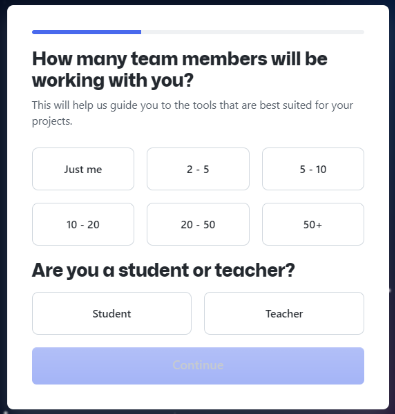 How many team members will be
working with you?
This will help us guide you to the tools that are best suited for your
projects.
Just me
2 - 5
5 - 10
10 - 20
20 - 50
50+
Are you a student or teacher?
Student
Teacher
Continue